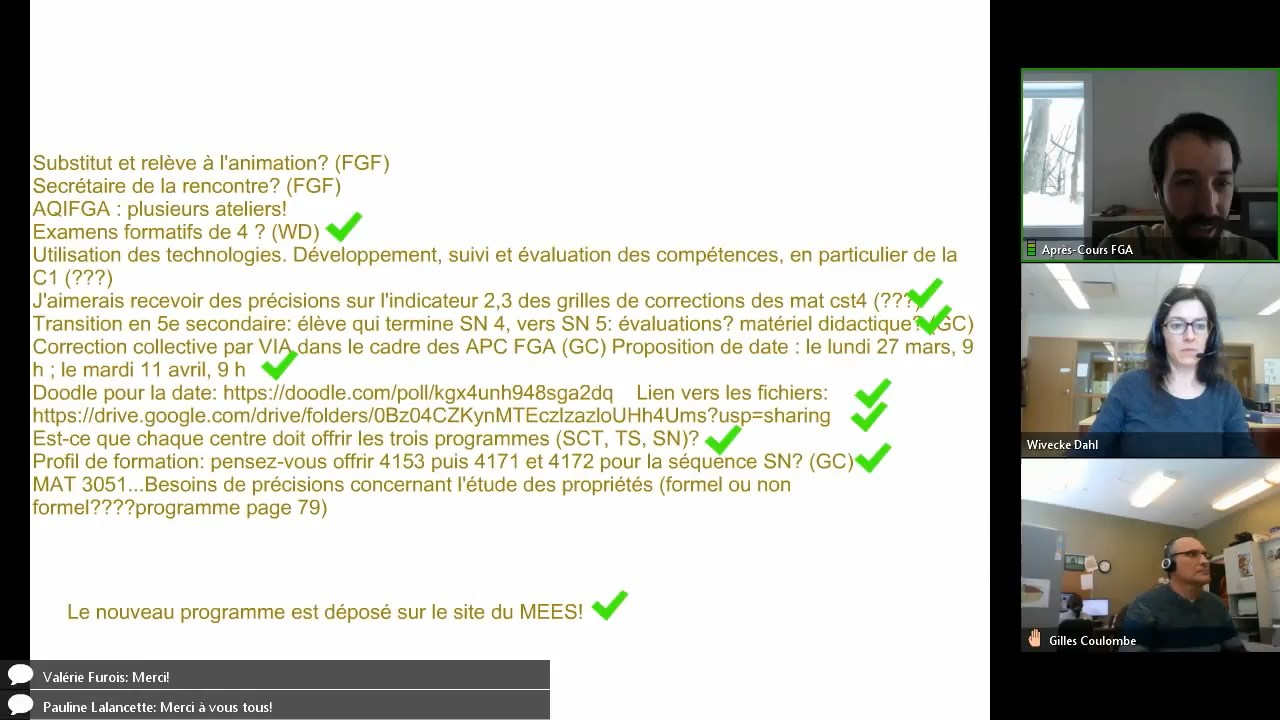 Substitut et relève à l'animation? (FGF)
Secrétaire de la rencontre? (FGF)
AQIFGA : plusieurs ateliers!
Examens formatifs de 4 ? (WD)
Utilisation des technologies. Développement, suivi et évaluation des compétences, en particulier de la
C1 (???)
J'aimerais recevoir des précisions sur l'indicateur 2,3 des grilles de corrections des mat cst4 (???)
Transition en 5e secondaire: élève qui termine SN 4, vers SN 5: évaluations? matériel didactique? (GC)
Correction collective par VIA dans le cadre des APC FGA (GC) Proposition de date : le lundi 27 mars, 9
h ; le mardi 11 avril, 9 h
Doodle pour la date: https://doodle.com/poll/kgx4unh948sga2dq Lien vers les fichiers:
https://drive.google.com/drive/folders/0Bz04CZKynMTEczIzazloUHh4Ums?usp=sharing
Est-ce que chaque centre doit offrir les trois programmes (SCT, TS, SN)?
Profil de formation: pensez-vous offrir 4153 puis 4171 et 4172 pour la séquence SN? (GC)
MAT 3051...Besoins de précisions concernant l'étude des propriétés (formel ou non
formel????programme page 79)
Le nouveau programme est déposé sur le site du MEES!
Valérie Furois: Merci!
Pauline Lalancette: Merci à vous tous!
Après-Cours FGA
Wivecke Dahl
Gilles Coulombe